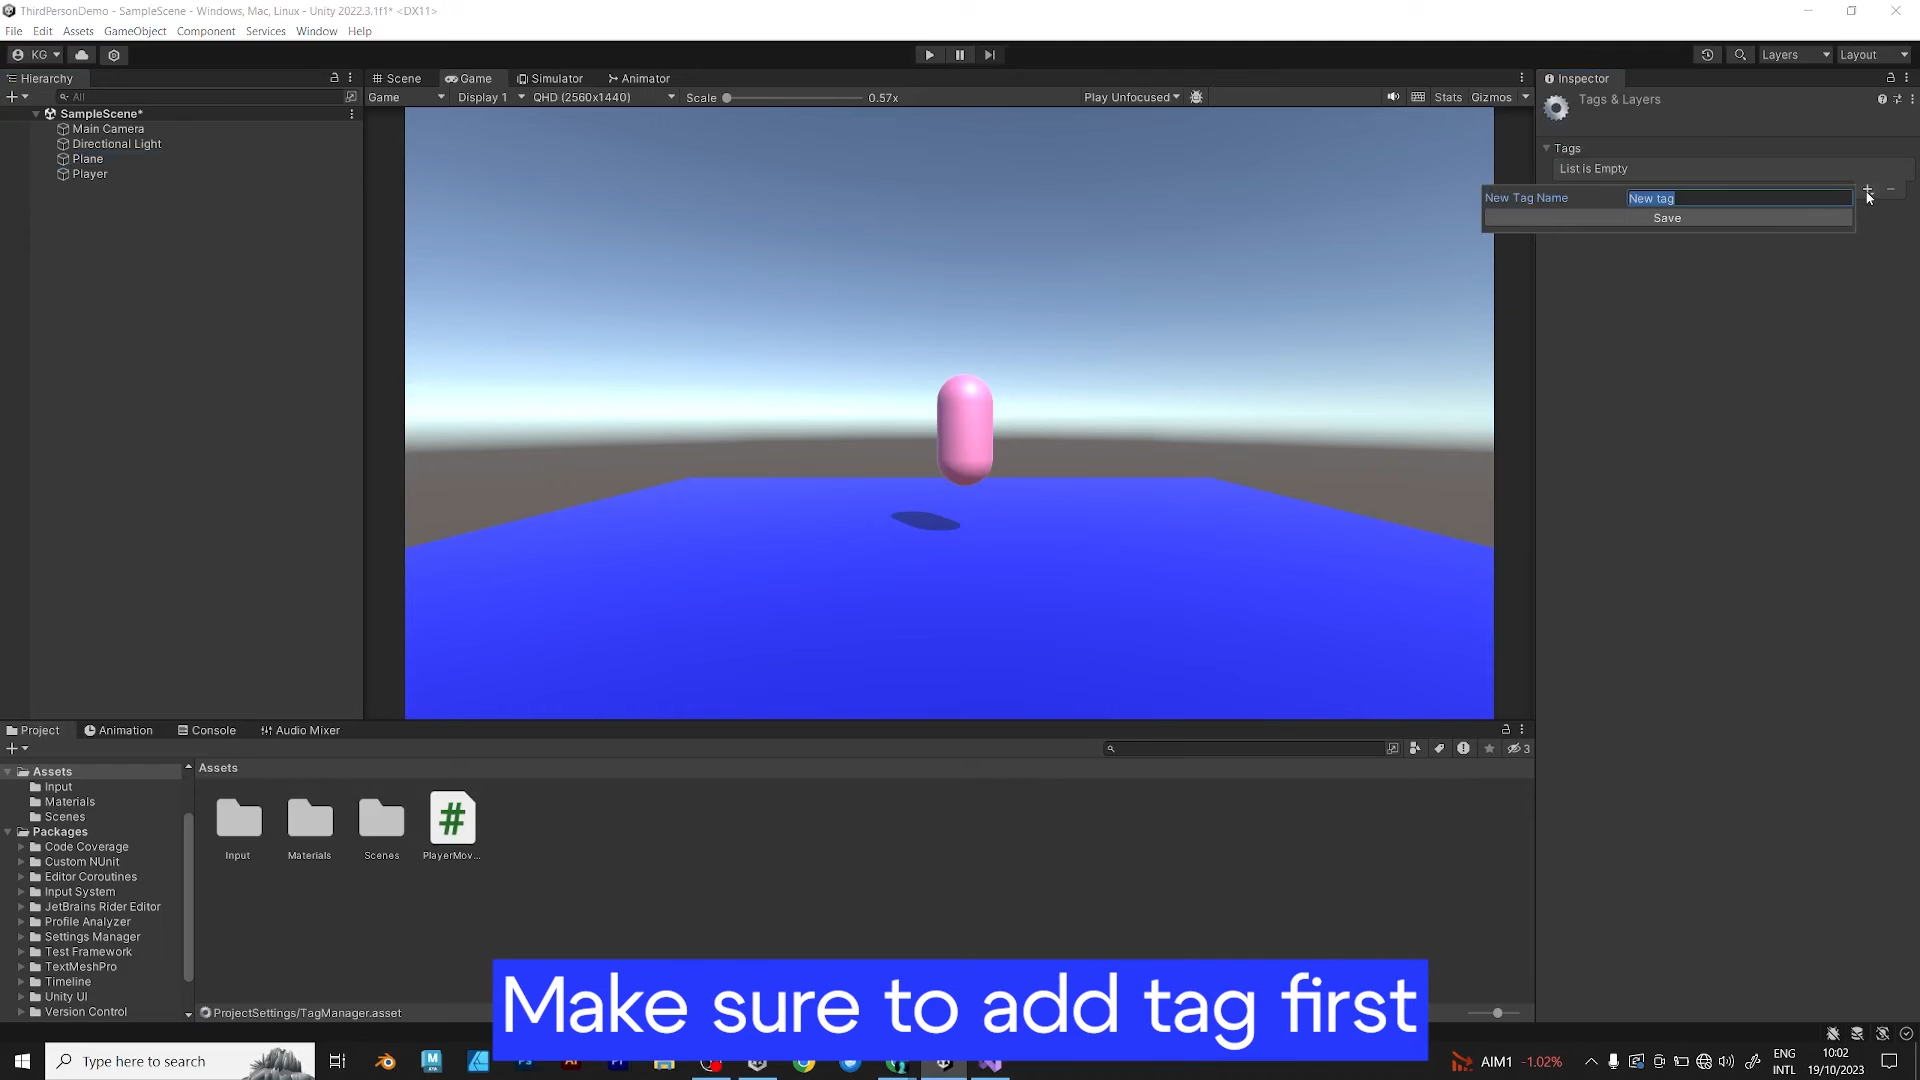 ThirdPersonDemo - SampleScene - Windows, Mac, Linux - Unity 2022.3.1f1* <DX11>
File Edit Assets GameObject Component Services Window Help
KG Layers Layout
Hierarchy Scene Game Simulator Animator Inspector
All Game Display 1 QHD (2560x1440) Scale 0.57x Play Unfocused Stats Gizmos
Tags & Layers
SampleScene*
Main Camera
Directional Light
Plane
Player
Tags
List is Empty
New Tag Name New tag
Save
Project Animation Console Audio Mixer
3
Assets
Input
Materials
Scenes
Packages
Code Coverage
Custom NUnit
Editor Coroutines
Input System
JetBrains Rider Editor
Profile Analyzer
Settings Manager
Test Framework
TextMeshPro
Timeline
Unity UI
Version Control
Assets
Input Materials Scenes PlayerMov...
ProjectSettings/TagManager.asset
Make sure to add tag first
Type here to search
AIM1 -1.02%
ENG
INTL
10:02
19/10/2023